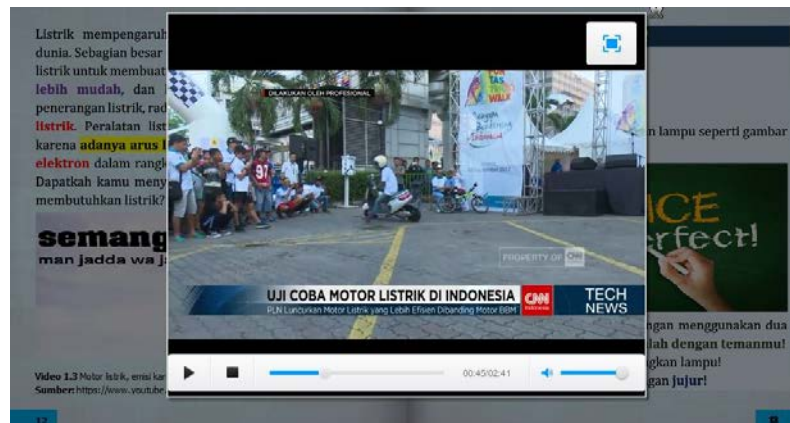 Listrik mempengaruh
dunia. Sebagian besar
listrik untuk membuat
lebih mudah, dan
penerangan listrik, rad
listrik. Peralatan list
karena adanya arus l
elektron dalam rangk
Dapatkah kamu meny
membutuhkan listrik?
semang
man jadda wa ja
Video 1.3 Motor listrik, emisi kar
Sumber: https://www.youtube.
12
DILAKUKAN OLEH PROFESIONAL
WALK
97
PROPERTY OF CNN
UJI COBA MOTOR LISTRIK DI INDONESIA
PLN Luncurkan Motor Listrik yang Lebih Efisien Dibanding Motor BBM
CNN
Indonesia
TECH
NEWS
00:45/02:41
n lampu seperti gambar
ICE
erfect!
ngan menggunakan dua
lah dengan temanmu!
gkan lampu!
gan jujur!